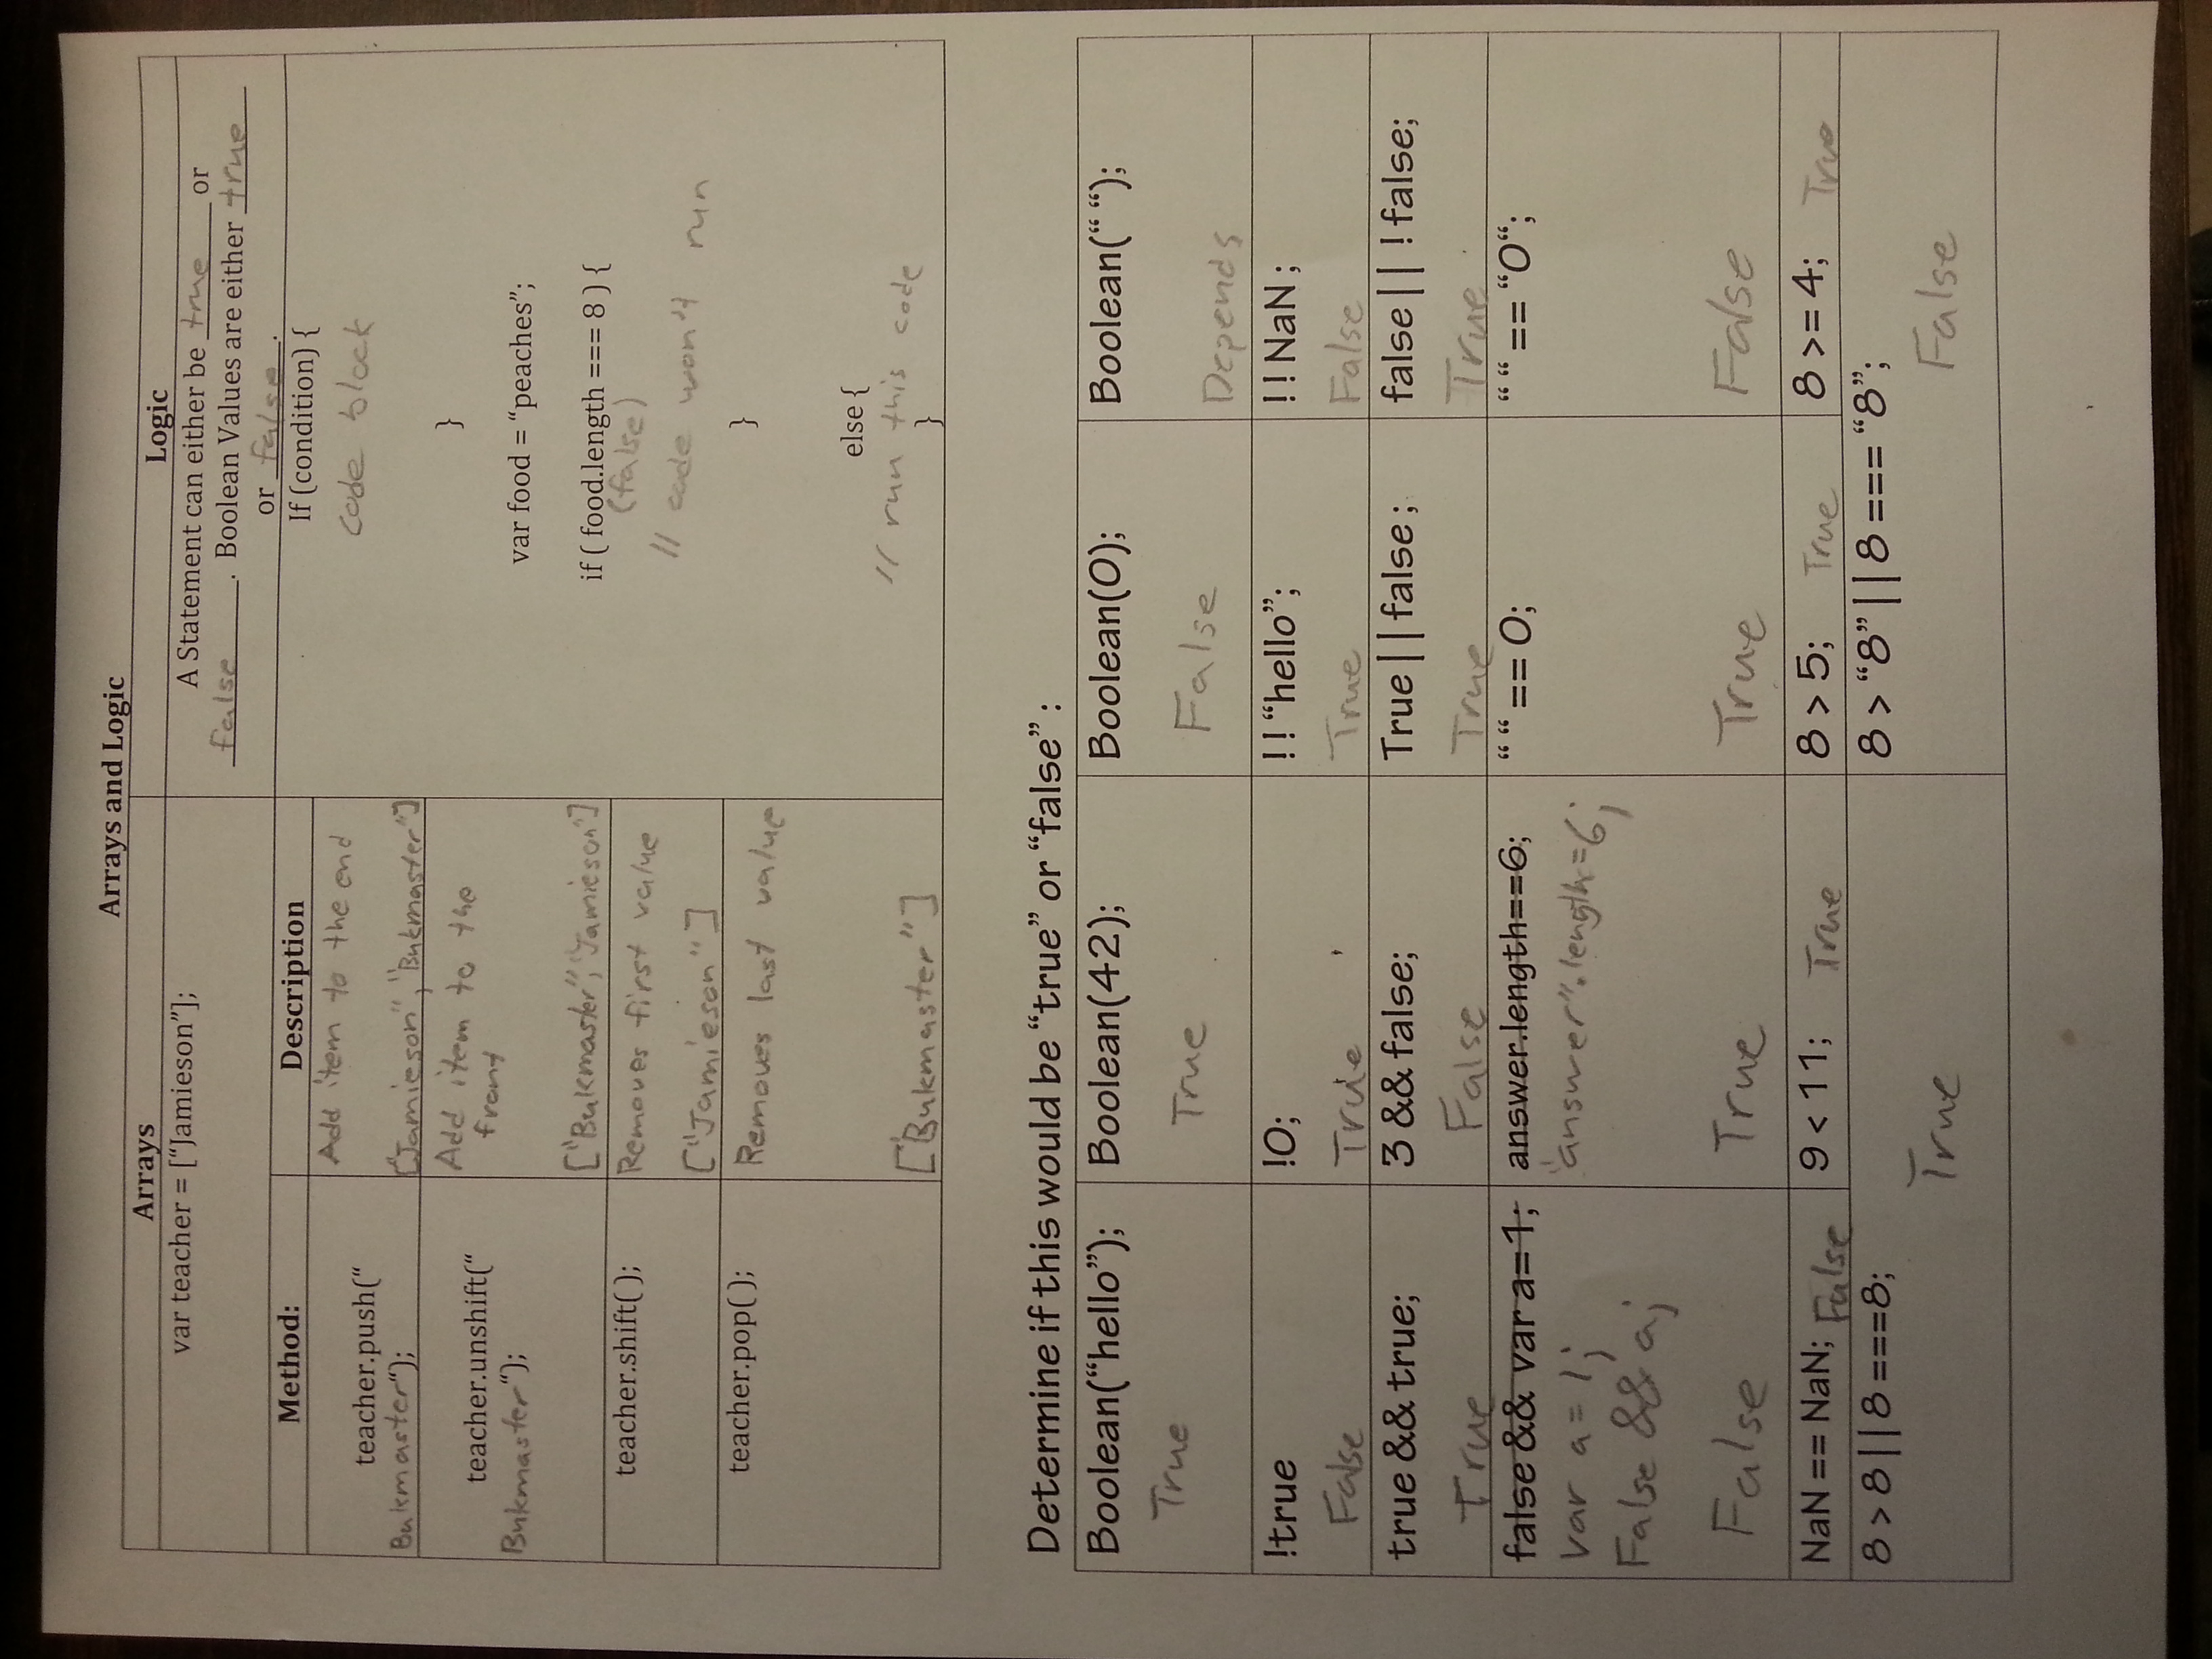 Arrays and Logic
Arrays
Logic
var teacher = [“Jamieson”];
A Statement can either be true or
false. Boolean Values are either true
or false.
Method:
Description
teacher.push(“
Bukmaster“);
Add item to the end
["Jamieson","Bukmaster"]
teacher.unshift(“
Bukmaster“);
Add item to the
front
["Bukmaster","Jamieson"]
teacher.shift( );
Removes first value
["Jamieson"]
teacher.pop( );
Removes last value
["Bukmaster"]
If (condition) {
code block
}
var food = “peaches”;
if ( food.length === 8 ) {
(false)
// code won't run
}
else {
// run this code
}
Determine if this would be “true” or “false” :
Boolean(“hello”);
True
Boolean(42);
True
Boolean(0);
False
Boolean(“ “);
Depends
!true
False
!0;
True
! ! “hello”;
True
! ! NaN ;
False
true && true;
True
3 && false;
False
True || false ;
True
false || ! false;
True
false && var a=1;
var a = 1;
False && a;
False
answer.length==6;
"answer".length=6;
True
“ “ == 0;
True
“ “ == “0“;
False
NaN == NaN; False
9 < 11; True
8 > 5; True
8 >= 4; True
8 > 8 || 8 ===8;
True
8 > “8” || 8 === “8”;
False